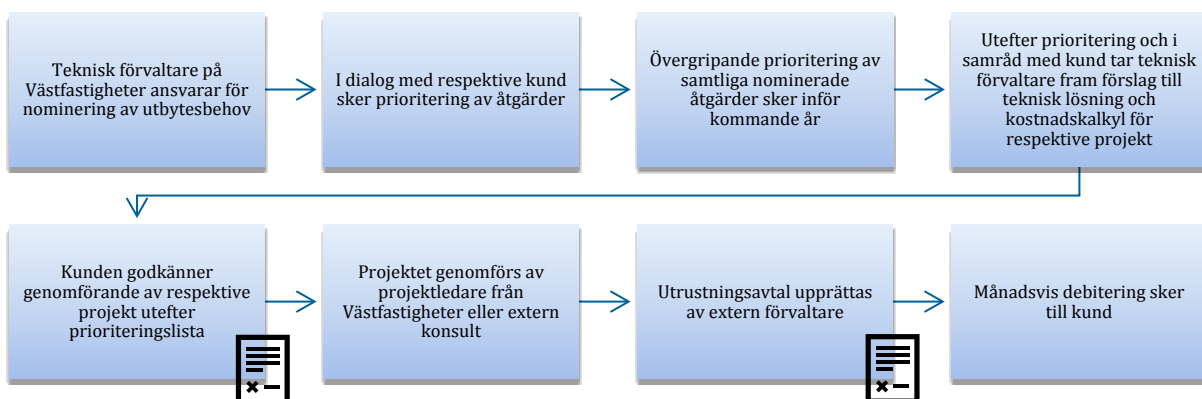 Teknisk förvaltare på
Västfastigheter ansvarar för
nominering av utbytesbehov
I dialog med respektive kund
sker prioritering av åtgärder
Övergripande prioritering av
samtliga nominerade
åtgärder sker inför
kommande år
Utefter prioritering och i
samråd med kund tar teknisk
förvaltare fram förslag till
teknisk lösning och
kostnadskalkyl för
respektive projekt
Kunden godkänner
genomförande av respektive
projekt utefter
prioriteringslista
Projektet genomförs av
projektledare från
Västfastigheter eller extern
konsult
Utrustningsavtal upprättas
av extern förvaltare
Månadsvis debitering sker
till kund